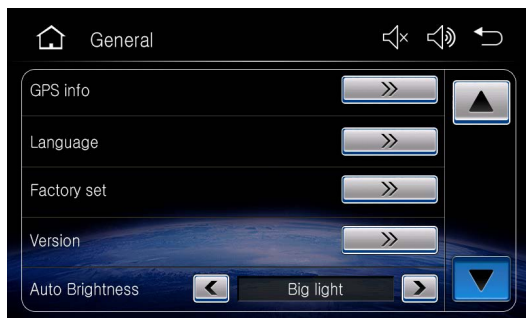 General
GPS info
Language
Factory set
Version
Auto Brightness Big light